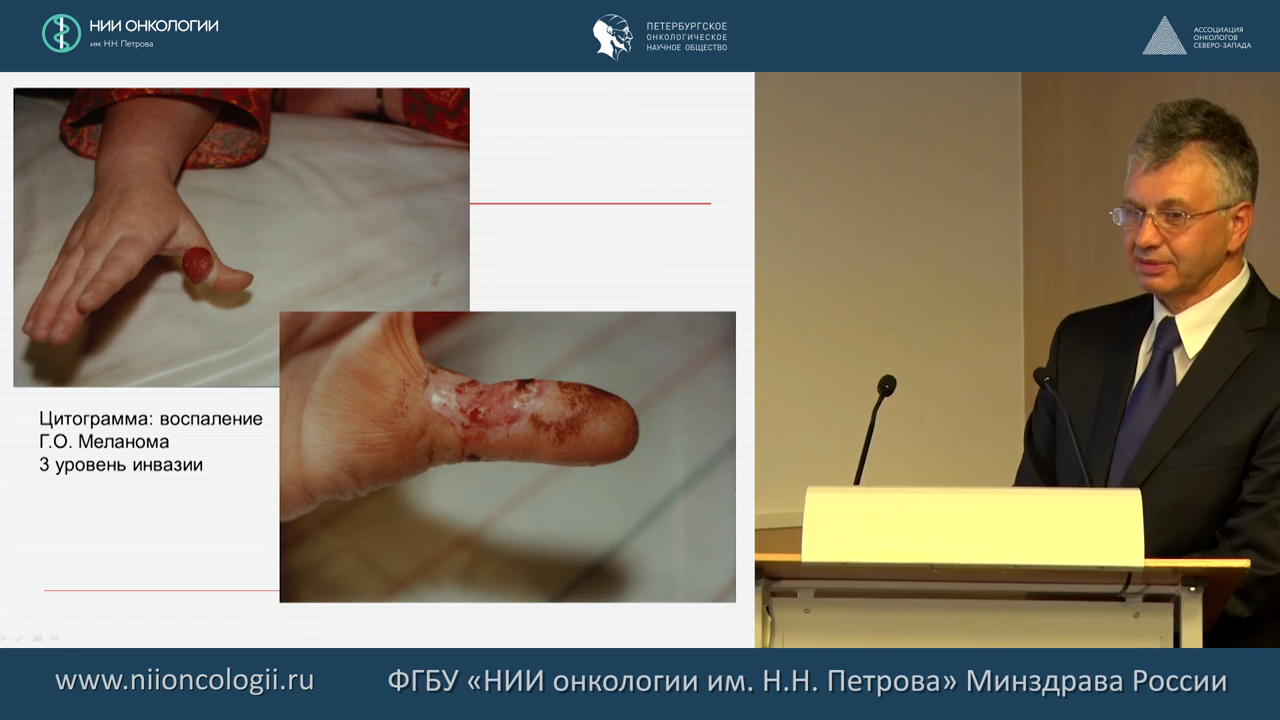 НИИ ОНКОЛОГИИ
им. Н.Н. Петрова
ПЕТЕРБУРГСКОЕ
ОНКОЛОГИЧЕСКОЕ
НАУЧНОЕ ОБЩЕСТВО
АССОЦИАЦИЯ
ОНКОЛОГОВ
СЕВЕРО-ЗАПАДА
Цитограмма: воспаление
Г.О. Меланома
3 уровень инвазии
www.niioncologii.ru
ФГБУ «НИИ онкологии им. Н.Н. Петрова» Минздрава России